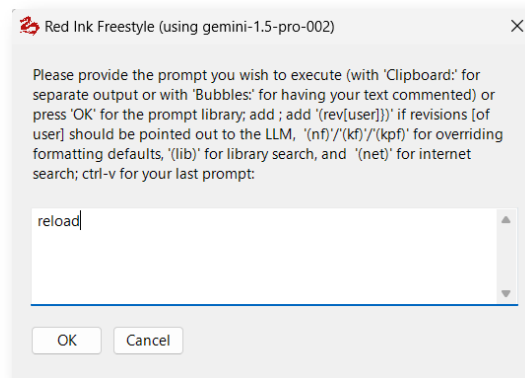 Red Ink Freestyle (using gemini-1.5-pro-002)
Please provide the prompt you wish to execute (with 'Clipboard:' for
separate output or with 'Bubbles:' for having your text commented) or
press 'OK' for the prompt library; add ; add '(rev[user]))' if revisions [of
user] should be pointed out to the LLM,  '(nf)'/'(kf)'/'(kpf)' for overriding
formatting defaults, '(lib)' for library search, and  '(net)' for internet
search; ctrl-v for your last prompt:
reload
OK
Cancel